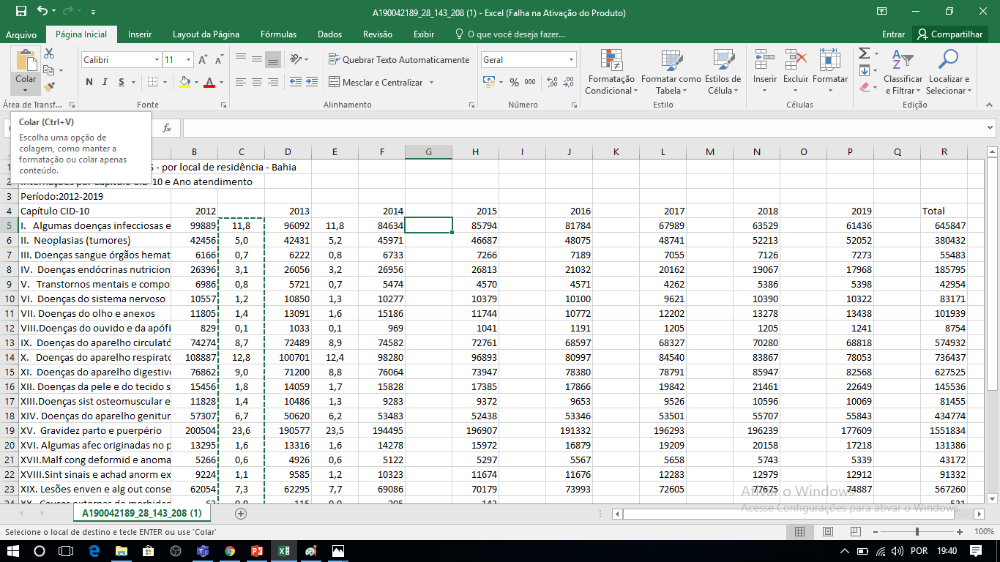 A190042189_28_143_208 (1) - Excel (Falha na Ativação do Produto)
Arquivo Página Inicial Inserir Layout da Página Fórmulas Dados Revisão Exibir O que você deseja fazer... Entrar Compartilhar
Colar Calibri 11 Quebrar Texto Automaticamente Geral
N I S A Mesclar e Centralizar % 000
Formatação Condicional Formatar como Tabela Estilos de Célula Inserir Excluir Formatar Classificar e Filtrar Localizar e Selecionar
Área de Transf... Fonte Alinhamento Número Estilo Células Edição
Colar (Ctrl+V)
Escolha uma opção de
colagem, como manter a
formatação ou colar apenas
conteúdo.
fx
B C D E F G H I J K L M N O P Q R
1 - por local de residência - Bahia
2 Internações por Capítulo CID-10 e Ano atendimento
3 Período:2012-2019
4 Capítulo CID-10 2012 2013 2014 2015 2016 2017 2018 2019 Total
5 I. Algumas doenças infecciosas e 99889 11,8 96092 11,8 84634 85794 81784 67989 63529 61436 645847
6 II. Neoplasias (tumores) 42456 5,0 42431 5,2 45971 46687 48075 48741 52213 52052 380432
7 III. Doenças sangue órgãos hemat 6166 0,7 6222 0,8 6733 7266 7189 7055 7126 7273 55483
8 IV. Doenças endócrinas nutricion 26396 3,1 26056 3,2 26956 26813 21032 20162 19067 17968 185795
9 V. Transtornos mentais e compo 6986 0,8 5721 0,7 5474 4570 4571 4262 5386 5398 42954
10 VI. Doenças do sistema nervoso 10557 1,2 10850 1,3 10277 10379 10100 9621 10390 10322 83171
11 VII. Doenças do olho e anexos 11805 1,4 13091 1,6 15186 11744 10772 12202 13278 13438 101939
12 VIII.Doenças do ouvido e da apófi 829 0,1 1033 0,1 969 1041 1191 1205 1205 1241 8754
13 IX. Doenças do aparelho circulató 74274 8,7 72489 8,9 74582 72761 68597 68327 70280 68818 574932
14 X. Doenças do aparelho respirato 108887 12,8 100701 12,4 98280 96893 80997 84540 83867 78053 736437
15 XI. Doenças do aparelho digestiv 76862 9,0 71200 8,8 76064 73947 78380 78791 85947 82568 627525
16 XII. Doenças da pele e do tecido s 15456 1,8 14059 1,7 15828 17385 17866 19842 21461 22649 145536
17 XIII.Doenças sist osteomuscular e 11828 1,4 10486 1,3 9283 9372 9653 9526 10596 10069 81455
18 XIV. Doenças do aparelho genitur 57307 6,7 50620 6,2 53483 52438 53346 53501 55707 55843 434774
19 XV. Gravidez parto e puerpério 200504 23,6 190577 23,5 194495 196907 191332 196293 196239 177609 1551834
20 XVI. Algumas afec originadas no p 13295 1,6 13316 1,6 14278 15972 16879 19209 20158 17218 131386
21 XVII.Malf cong deformid e anoma 5266 0,6 4926 0,6 5122 5297 5567 5658 5743 5339 43172
22 XVIII.Sint sinais e achad anorm ex 9224 1,1 9585 1,2 10323 11674 11676 12283 12979 12912 91332
23 XIX. Lesões enven e alg out conse 62054 7,3 62295 7,7 69086 70179 73993 72605 77675 74887 567260
Ativar o Windows
Acesse Configurações para ativar o Windows.
A190042189_28_143_208 (1)
Selecione o local de destino e tecle ENTER ou use 'Colar' 100%
POR 19:40